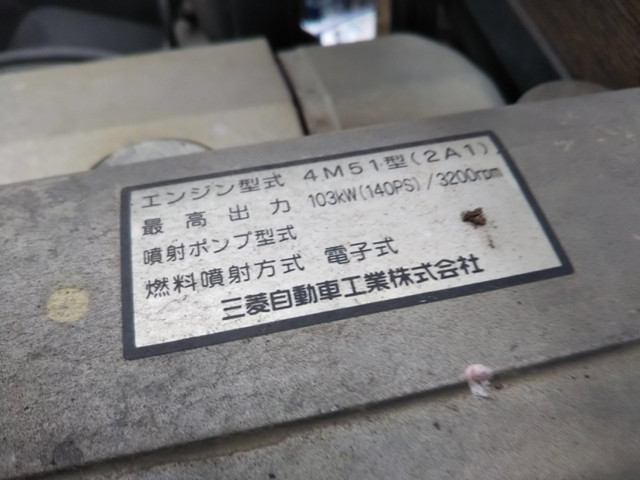 エンジン型式 4M51型(2A1)
最高出力 103kW(140PS)/3200rpm
噴射ポンプ型式
燃料噴射方式 電子式
三菱自動車工業株式会社